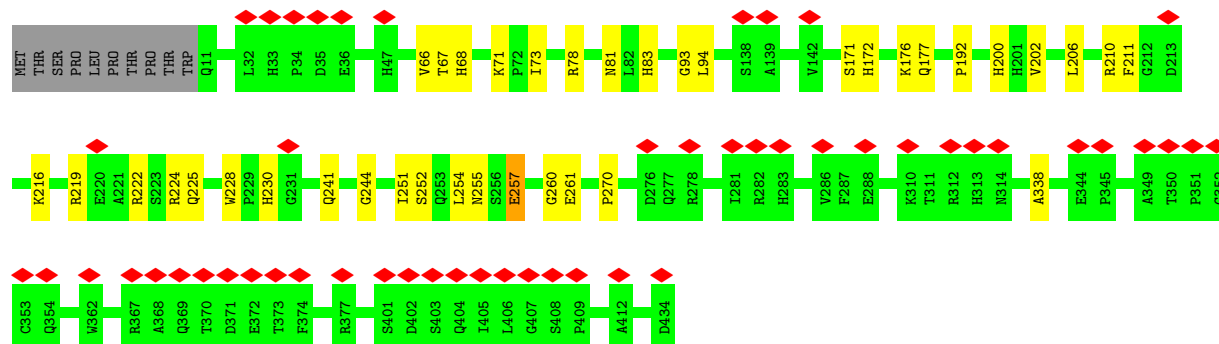 MET THR SER PRO LEU PRO THR PRO THR TRP Q11 L32 H33 P34 D35 E36 H47 V66 T67 H68 K71 P72 I73 R78 N81 L82 H83 G93 L94 S138 A139 V142 S171 H172 K176 Q177 P192 H200 H201 V202 L206 R210 F211 G212 D213
K216 R219 E220 A221 R222 S223 R224 Q225 W228 P229 H230 G231 Q241 G244 I251 S252 Q253 L254 N255 S256 E257 G260 E261 P270 D276 Q277 R278 I281 R282 H283 V286 F287 E288 K310 T311 R312 H313 N314 A338 E344 P345 A349 T350 P351
C353 Q354 W362 R367 A368 Q369 T370 D371 E372 T373 F374 R377 S401 D402 S403 Q404 I405 L406 G407 S408 P409 A412 D434